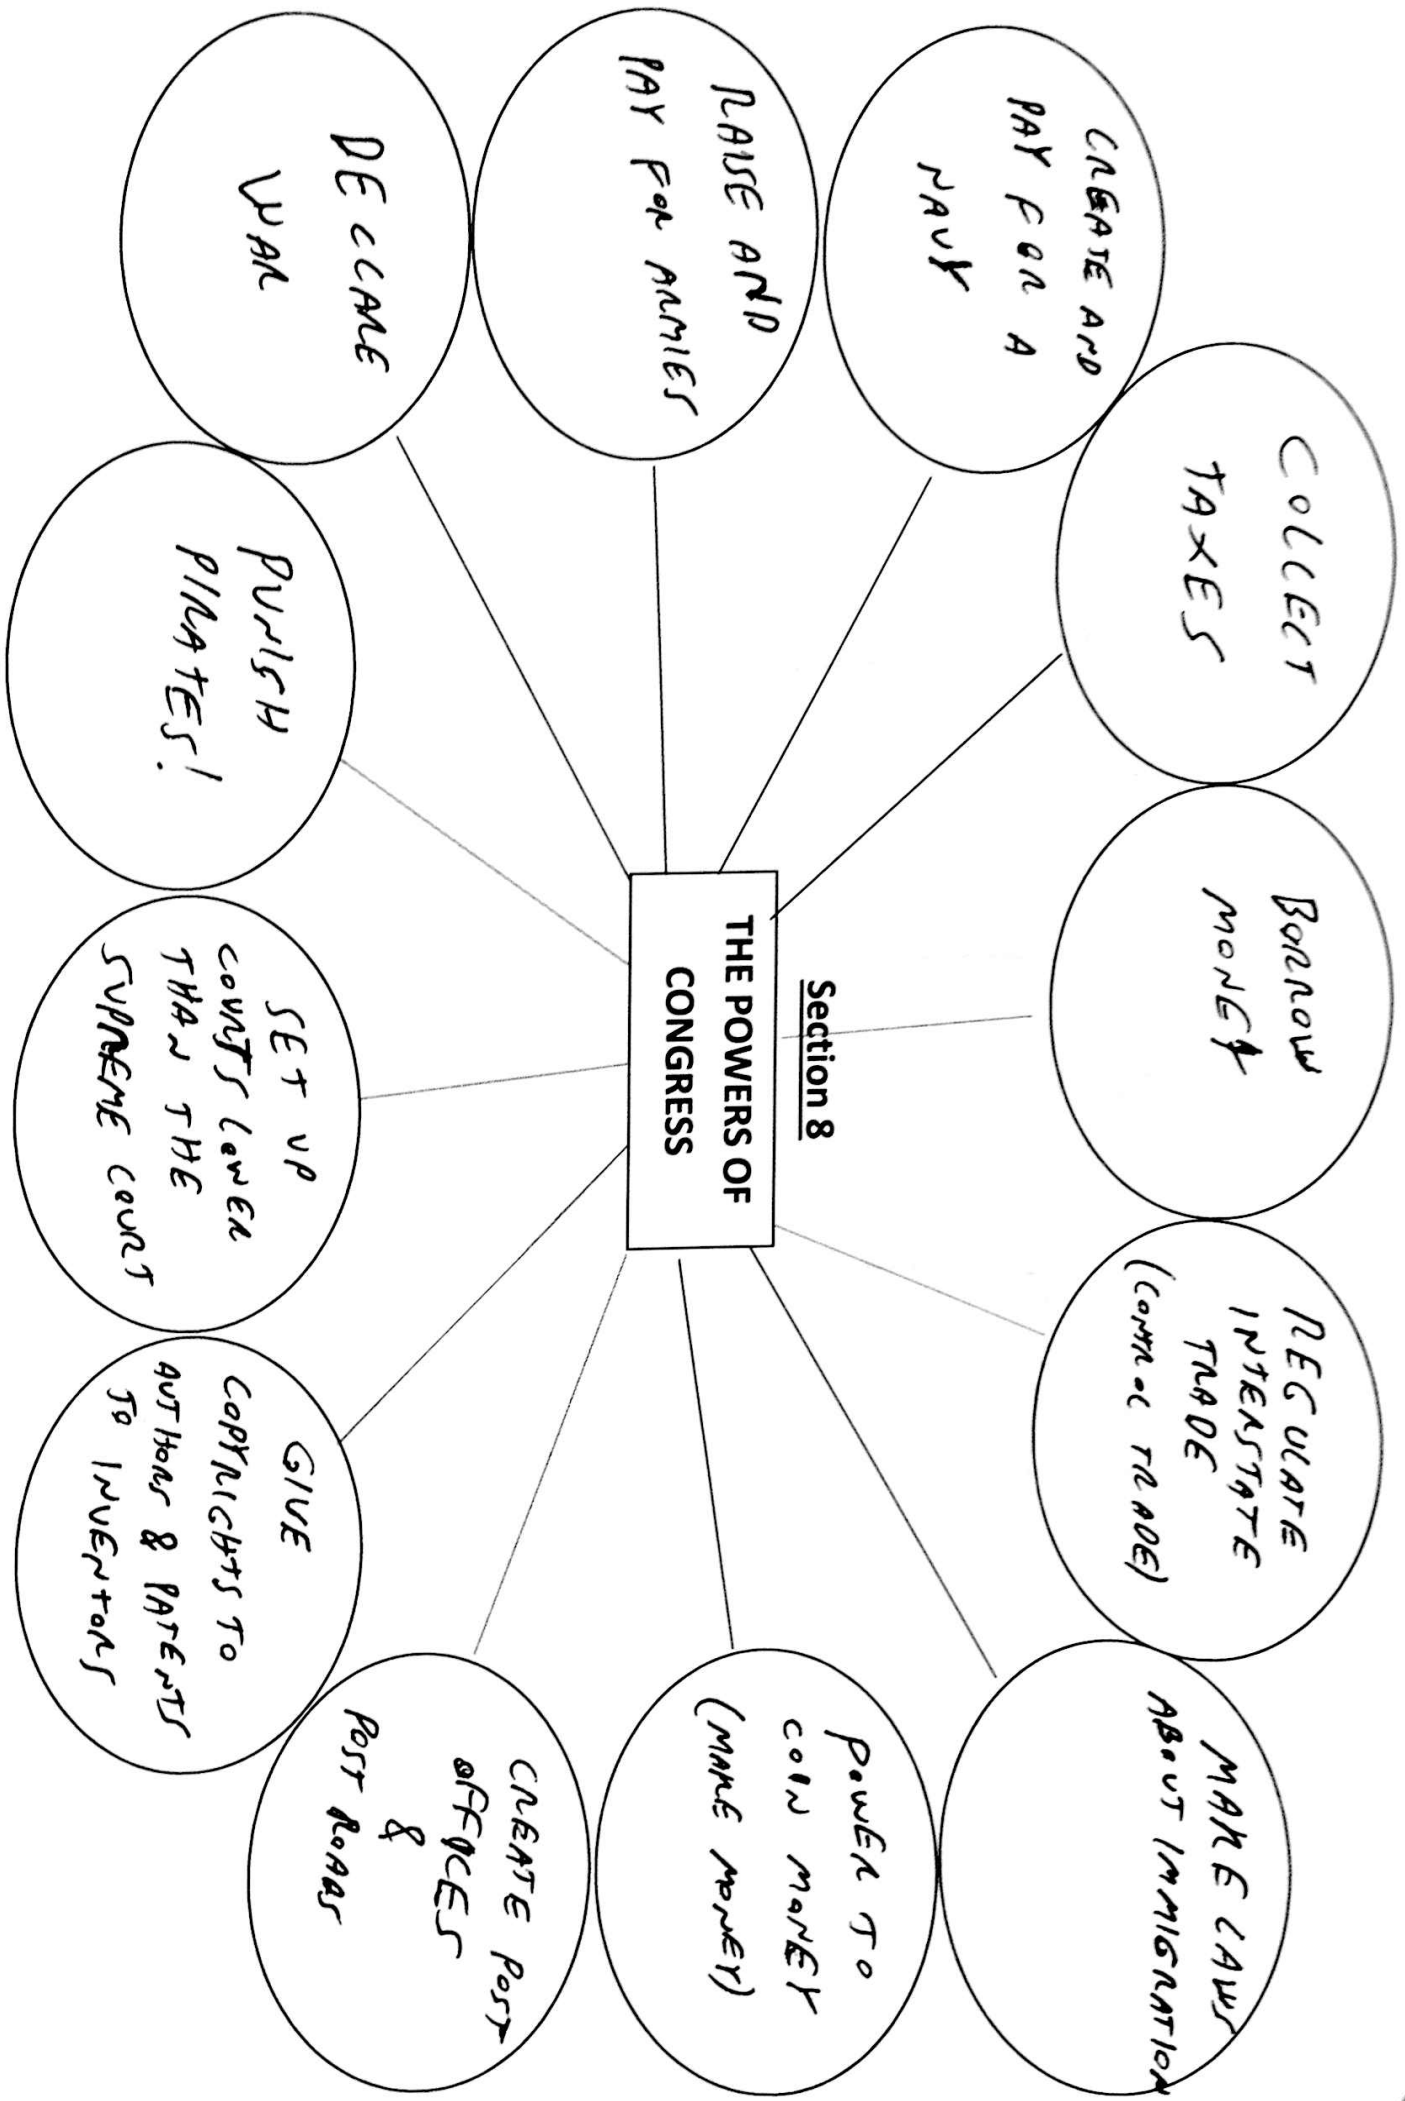 Section 8
THE POWERS OF
CONGRESS
COLLECT
TAXES
BORROW
MONEY
REGULATE
INTERSTATE
TRADE
(CONTROL TRADE)
MAKE LAWS
ABOUT IMMIGRATION
POWER TO
COIN MONEY
(MAKE MONEY)
CREATE POST
OFFICES
&
POST ROADS
GIVE
COPYRIGHTS TO
AUTHORS & PATENTS
TO INVENTORS
SET UP
COURTS LOWER
THAN THE
SUPREME COURT
PUNISH
PIRATES!
DECLARE
WAR
RAISE AND
PAY FOR ARMIES
CREATE AND
PAY FOR A
NAVY